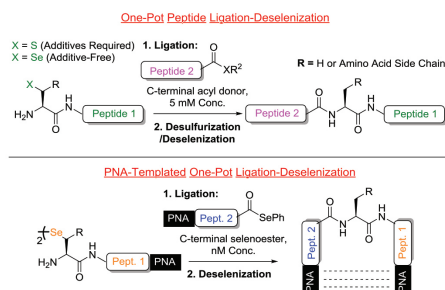 One-Pot Peptide Ligation-Deselenization
X = S (Additives Required)
X = Se (Additive-Free)
1. Ligation:
O
Peptide 2
XR²
R = H or Amino Acid Side Chain
X
R
H
N
H₂N
O
Peptide 1
C-terminal acyl donor,
5 mM Conc.
2. Desulfurization
/Deselenization
O
R
H
N
Peptide 2
N
H
O
Peptide 1
PNA-Templated One-Pot Ligation-Deselenization
1. Ligation:
O
PNA
Pept. 2
SePh
C-terminal selenoester,
nM Conc.
2. Deselenization
2
Se
R
H
N
H₂N
O
Pept. 1
PNA
O
R
H
N
N
H
O
Pept. 2
Pept. 1
PNA
PNA